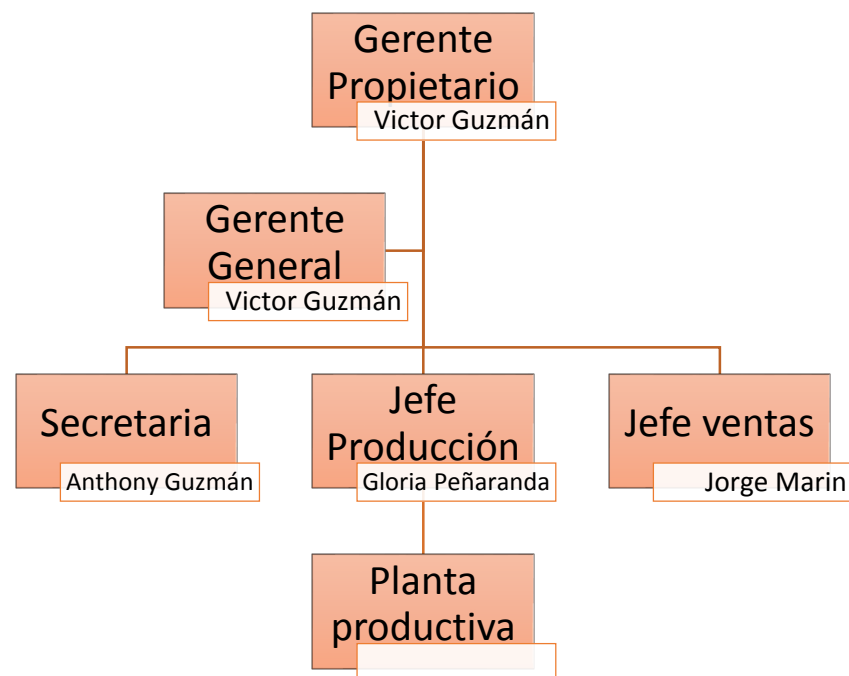 Gerente
Propietario
Victor Guzmán
Gerente
General
Victor Guzmán
Secretaria
Anthony Guzmán
Jefe
Producción
Gloria Peñaranda
Jefe ventas
Jorge Marin
Planta
productiva